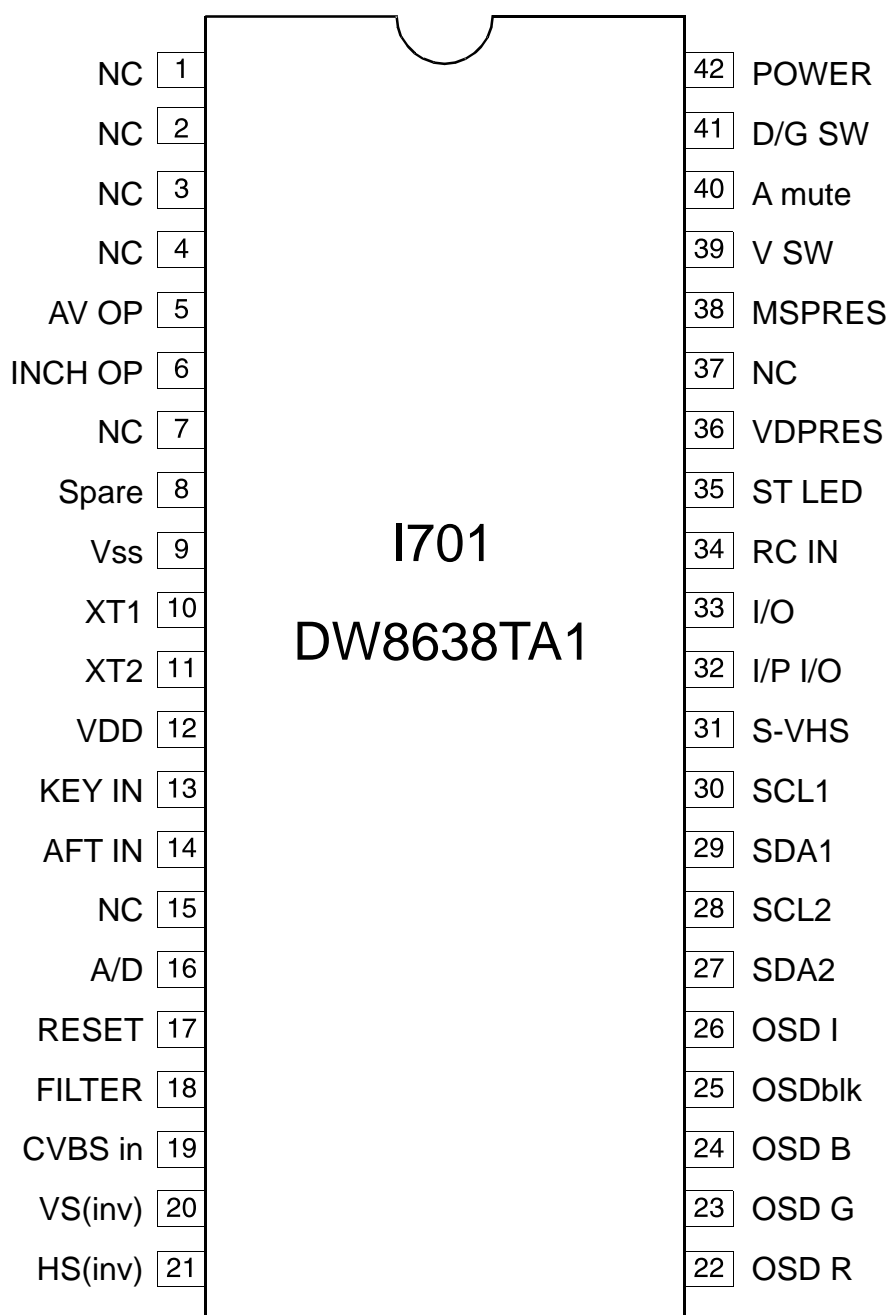 NC 1 42 POWER
NC 2 41 D/G SW
NC 3 40 A mute
NC 4 39 V SW
AV OP 5 38 MSPRES
INCH OP 6 37 NC
NC 7 36 VDPRES
Spare 8 35 ST LED
Vss 9 34 RC IN
I701
XT1 10 33 I/O
DW8638TA1
XT2 11 32 I/P I/O
VDD 12 31 S-VHS
KEY IN 13 30 SCL1
AFT IN 14 29 SDA1
NC 15 28 SCL2
A/D 16 27 SDA2
RESET 17 26 OSD I
FILTER 18 25 OSDblk
CVBS in 19 24 OSD B
VS(inv) 20 23 OSD G
HS(inv) 21 22 OSD R